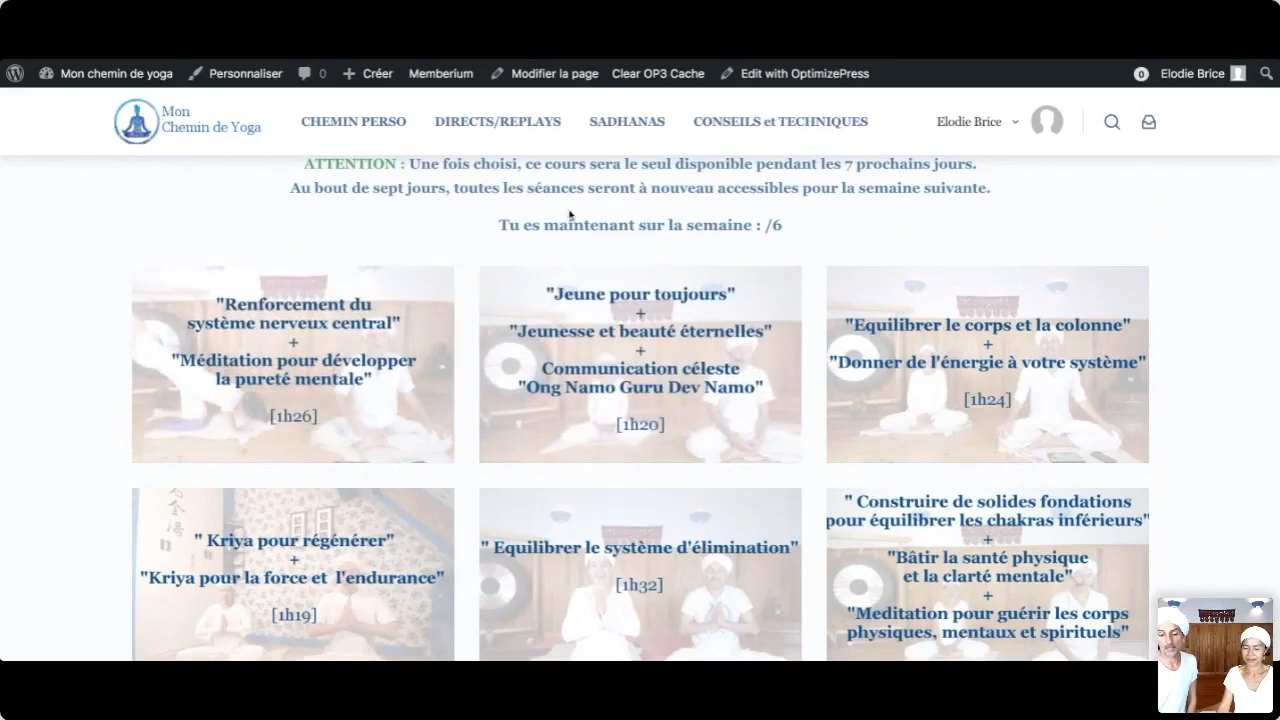 Mon chemin de yoga Personnaliser 0 Créer Memberium Modifier la page Clear OP3 Cache Edit with OptimizePress 0 Elodie Brice
Mon
Chemin de Yoga
CHEMIN PERSO DIRECTS/REPLAYS SADHANAS CONSEILS et TECHNIQUES Elodie Brice
ATTENTION : Une fois choisi, ce cours sera le seul disponible pendant les 7 prochains jours.
Au bout de sept jours, toutes les séances seront à nouveau accessibles pour la semaine suivante.
Tu es maintenant sur la semaine : /6
"Renforcement du
système nerveux central"
+
"Méditation pour développer
la pureté mentale"
[1h26]
"Jeune pour toujours"
+
"Jeunesse et beauté éternelles"
+
Communication céleste
"Ong Namo Guru Dev Namo"
[1h20]
"Equilibrer le corps et la colonne"
+
"Donner de l'énergie à votre système"
[1h24]
" Kriya pour régénérer"
+
"Kriya pour la force et l'endurance"
[1h19]
" Equilibrer le système d'élimination"
[1h32]
" Construire de solides fondations
pour équilibrer les chakras inférieurs"
+
"Bâtir la santé physique
et la clarté mentale"
+
"Meditation pour guérir les corps
physiques, mentaux et spirituels"